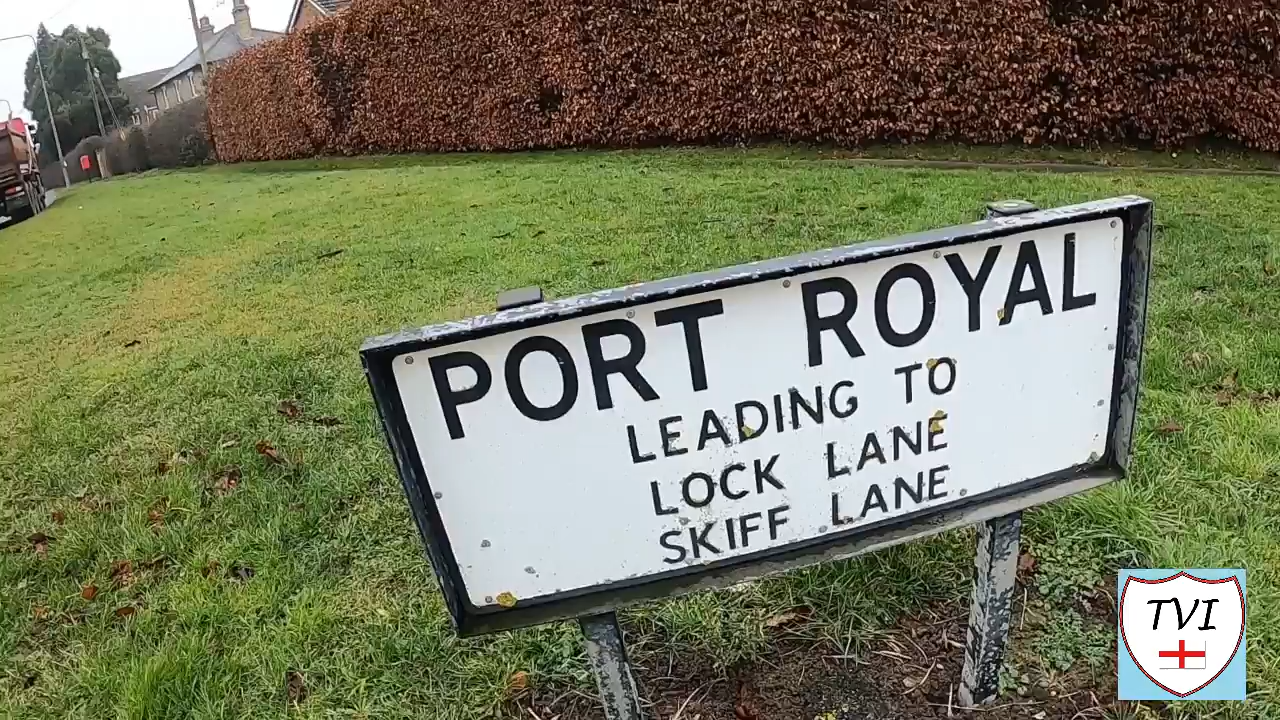 PORT ROYAL
LEADING TO
LOCK LANE
SKIFF LANE
TVI